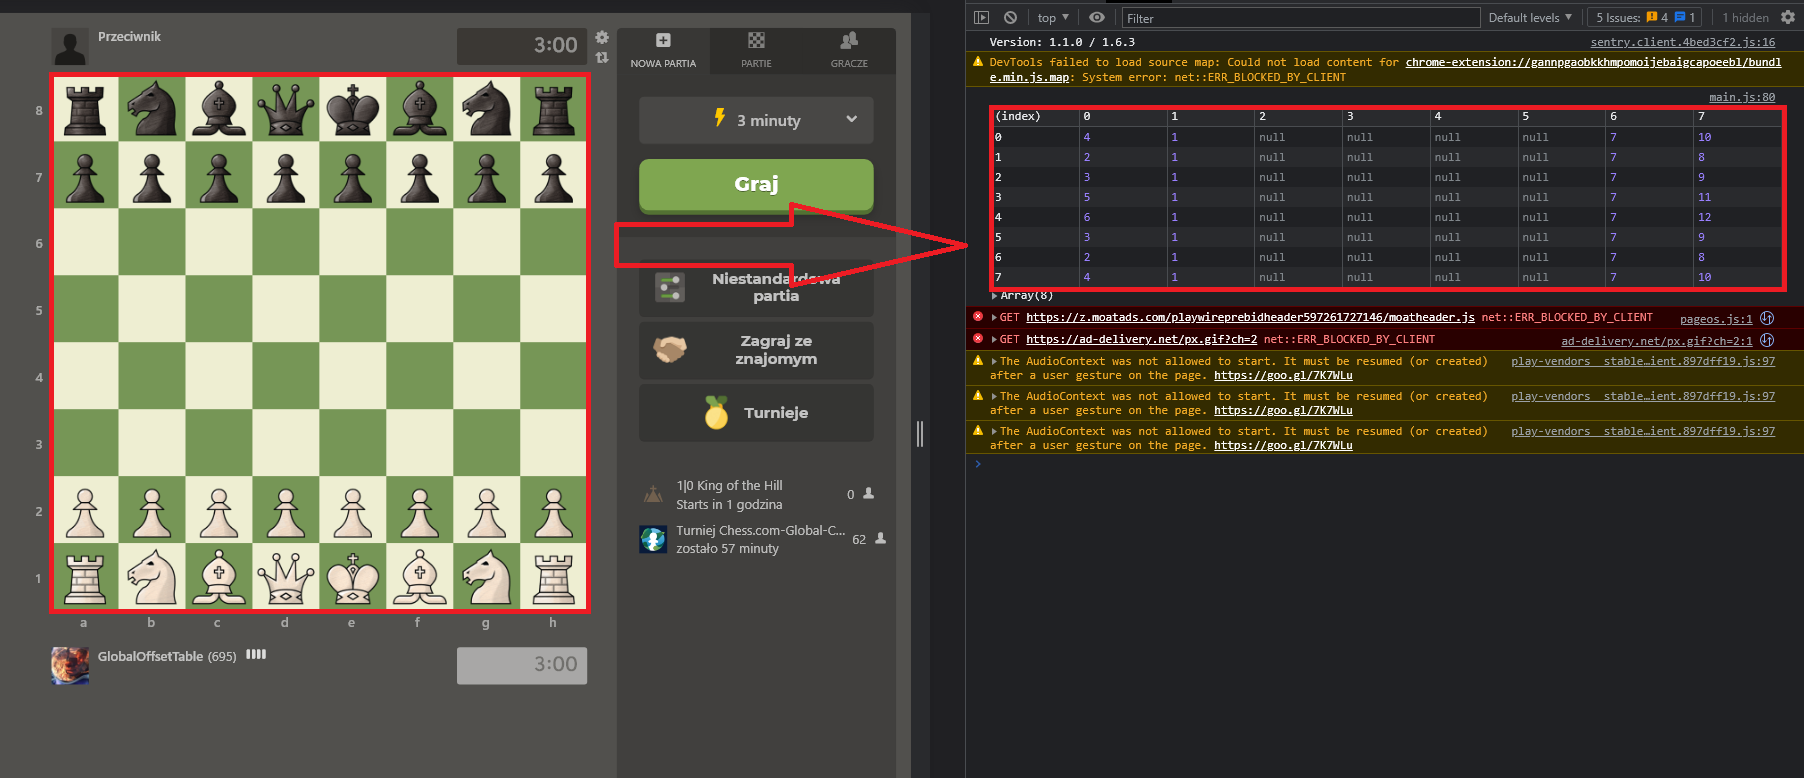 Przeciwnik
3:00
8
7
6
5
4
3
2
1
a b c d e f g h
GlobalOffsetTable (695)
3:00
NOWA PARTIA
PARTIE
GRACZE
3 minuty
Graj
Niestandardowa
partia
Zagraj ze
znajomym
Turnieje
1|0 King of the Hill
Starts in 1 godzina
0
Turniej Chess.com-Global-C...
zostało 57 minuty
62
top
Filter
Default levels
5 Issues: 4 1
1 hidden
Version: 1.1.0 / 1.6.3
sentry.client.4bed3cf2.js:16
DevTools failed to load source map: Could not load content for chrome-extension://gannpgaobkkhmpomoijebaigcapoeebl/bundl
e.min.js.map: System error: net::ERR_BLOCKED_BY_CLIENT
main.js:80
(index) 0 1 2 3 4 5 6 7
0 4 1 null null null null 7 10
1 2 1 null null null null 7 8
2 3 1 null null null null 7 9
3 5 1 null null null null 7 11
4 6 1 null null null null 7 12
5 3 1 null null null null 7 9
6 2 1 null null null null 7 8
7 4 1 null null null null 7 10
Array(8)
GET https://z.moatads.com/playwireprebidheader597261727146/moatheader.js net::ERR_BLOCKED_BY_CLIENT
pageos.js:1
GET https://ad-delivery.net/px.gif?ch=2 net::ERR_BLOCKED_BY_CLIENT
ad-delivery.net/px.gif?ch=2:1
The AudioContext was not allowed to start. It must be resumed (or created)
after a user gesture on the page. https://goo.gl/7K7WLu
play-vendors stable…ient.897dff19.js:97
The AudioContext was not allowed to start. It must be resumed (or created)
after a user gesture on the page. https://goo.gl/7K7WLu
play-vendors stable…ient.897dff19.js:97
The AudioContext was not allowed to start. It must be resumed (or created)
after a user gesture on the page. https://goo.gl/7K7WLu
play-vendors stable…ient.897dff19.js:97